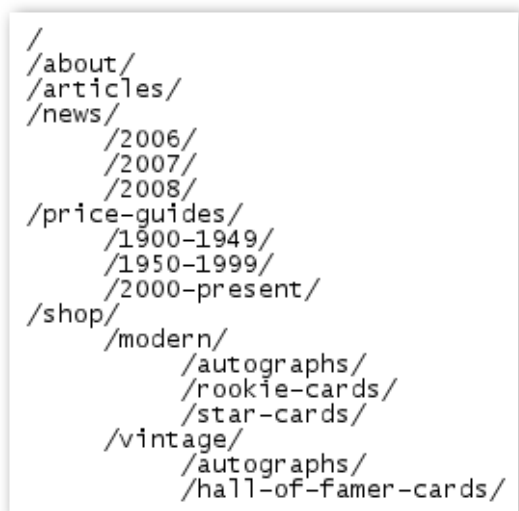 /
/about/
/articles/
/news/
/2006/
/2007/
/2008/
/price-guides/
/1900-1949/
/1950-1999/
/2000-present/
/shop/
/modern/
/autographs/
/rookie-cards/
/star-cards/
/vintage/
/autographs/
/hall-of-famer-cards/